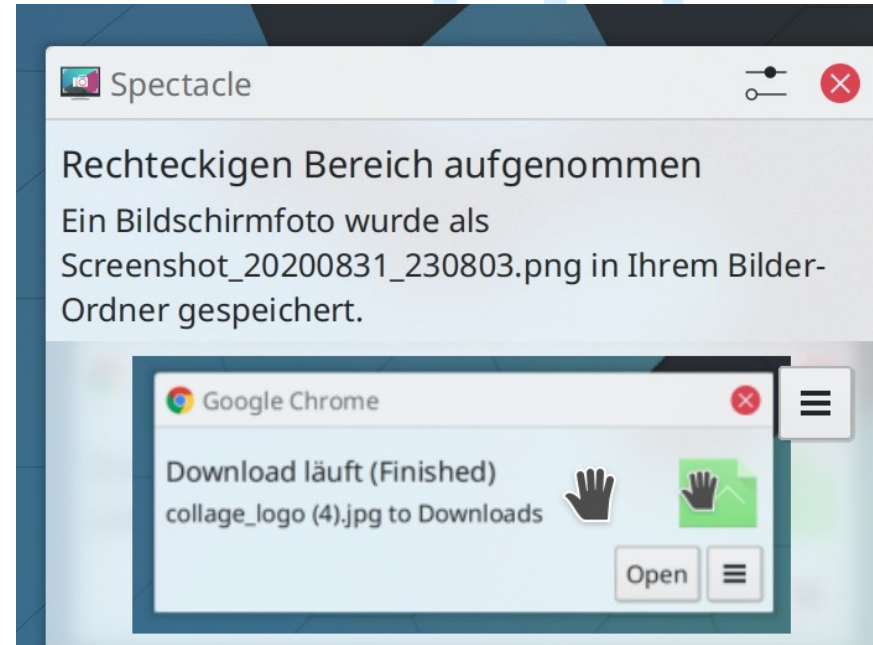 Spectacle
Rechteckigen Bereich aufgenommen
Ein Bildschirmfoto wurde als
Screenshot_20200831_230803.png in Ihrem Bilder-
Ordner gespeichert.
Google Chrome
Download läuft (Finished)
collage_logo (4).jpg to Downloads
Open